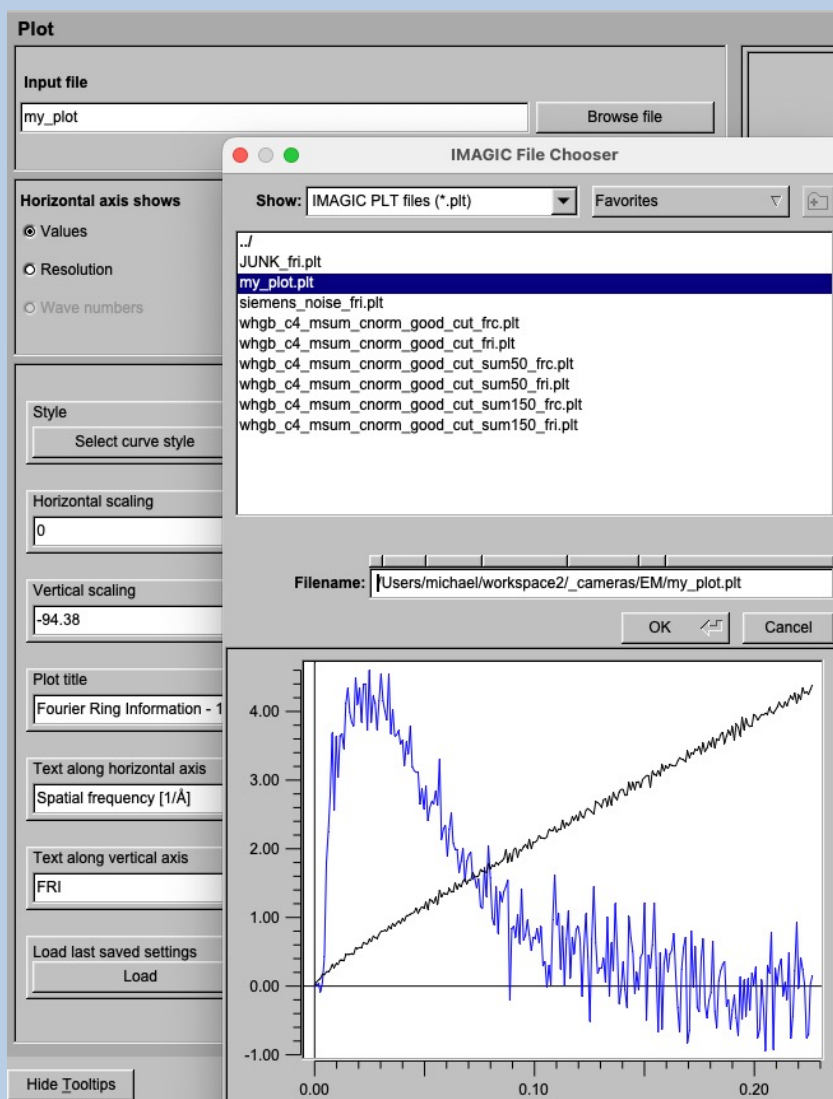 Plot
Input file
my_plot
Browse file
IMAGIC File Chooser
Show:
IMAGIC PLT files (*.plt)
Favorites
../
JUNK_fri.plt
my_plot.plt
siemens_noise_fri.plt
whgb_c4_msum_cnorm_good_cut_frc.plt
whgb_c4_msum_cnorm_good_cut_fri.plt
whgb_c4_msum_cnorm_good_cut_sum50_frc.plt
whgb_c4_msum_cnorm_good_cut_sum50_fri.plt
whgb_c4_msum_cnorm_good_cut_sum150_frc.plt
whgb_c4_msum_cnorm_good_cut_sum150_fri.plt
Filename:
/Users/michael/workspace2/_cameras/EM/my_plot.plt
OK
Cancel
Horizontal axis shows
Values
Resolution
Wave numbers
Style
Select curve style
Horizontal scaling
0
Vertical scaling
-94.38
Plot title
Fourier Ring Information - 1
Text along horizontal axis
Spatial frequency [1/Å]
Text along vertical axis
FRI
Load last saved settings
Load
Hide Tooltips
4.00
3.00
2.00
1.00
0.00
-1.00
0.00
0.10
0.20